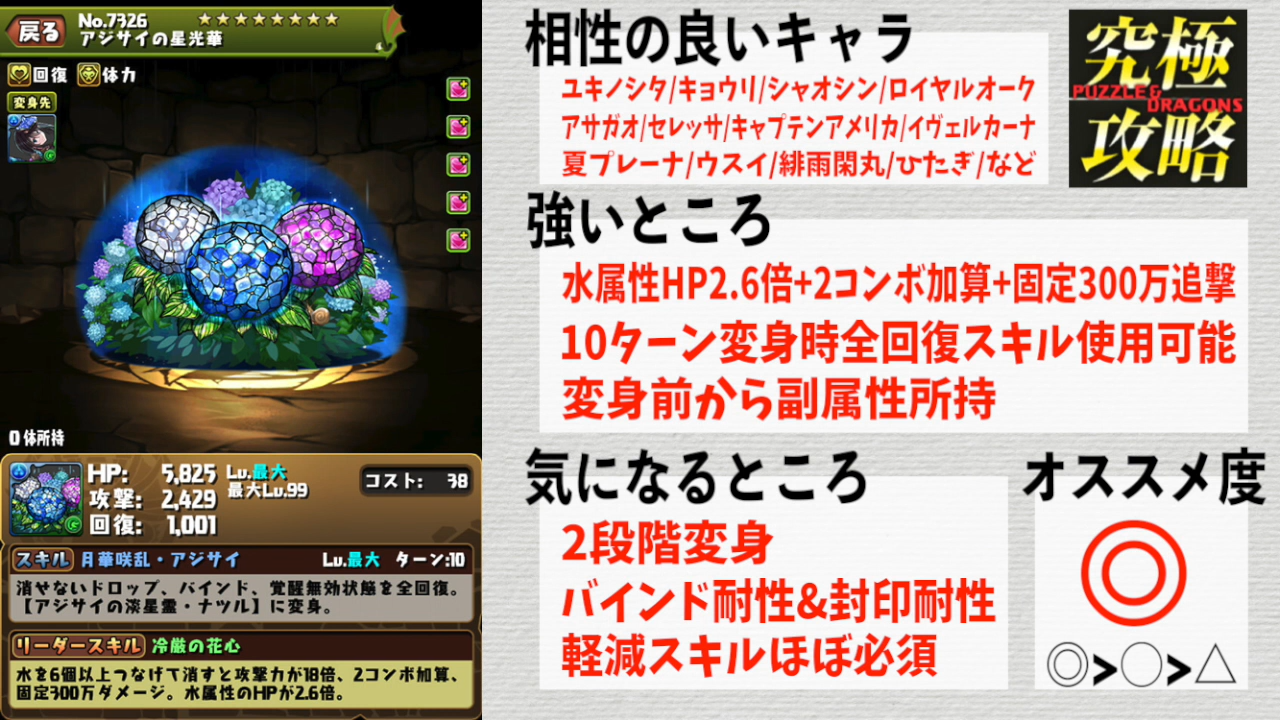 戻る
No.7326 ★★★★★★★★
アジサイの星光華
回復 体力
変身先
0体所持
HP: 5,825 Lv.最大
攻撃: 2,429 最大Lv.99
回復: 1,001
コスト: 38
スキル 月華咲乱・アジサイ Lv.最大 ターン:10
消せないドロップ、バインド、覚醒無効状態を全回復。
【アジサイの深星霊・ナツル】に変身。
リーダースキル 冷厳の花心
水を6個以上つなげて消すと攻撃力が18倍、2コンボ加算、
固定300万ダメージ。水属性のHPが2.6倍。
相性の良いキャラ
ユキノシタ/キョウリ/シャオシン/ロイヤルオーク
アサガオ/セレッサ/キャプテンアメリカ/イヴェルカーナ
夏プレーナ/ウスイ/緋雨閑丸/ひたぎ/など
究極
PUZZLE&
DRAGONS
攻略
強いところ
水属性HP2.6倍+2コンボ加算+固定300万追撃
10ターン変身時全回復スキル使用可能
変身前から副属性所持
気になるところ
2段階変身
バインド耐性&封印耐性
軽減スキルほぼ必須
オススメ度
◎
◎>○>△